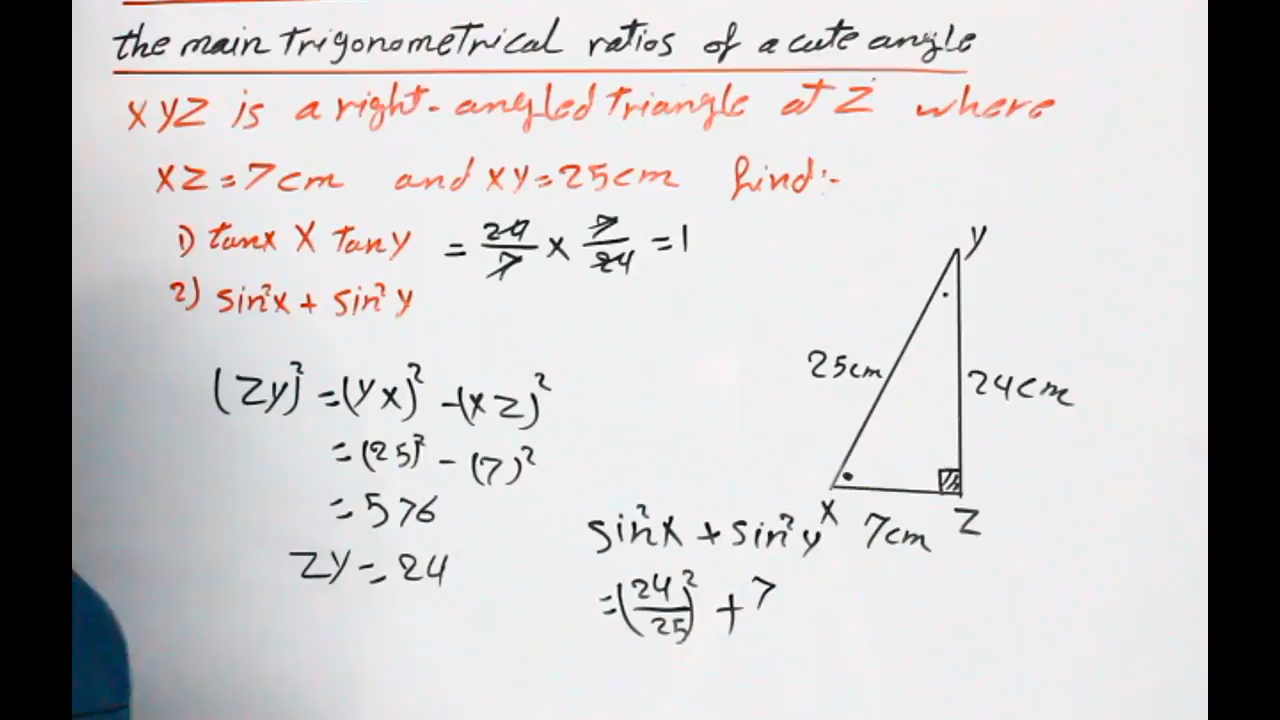 the main trigonometrical ratios of acute angle
XYZ is a right-angled triangle at Z where
XZ = 7cm and XY = 25cm find:-
1) tanx X tany = 24/7 × 7/24 = 1
2) sin²x + sin²y
(ZY)² = (YX)² - (XZ)²
= (25)² - (7)²
= 576
ZY = 24
Y
25cm
24cm
X
7cm
Z
sin²x + sin²y
= (24/25)² + 7